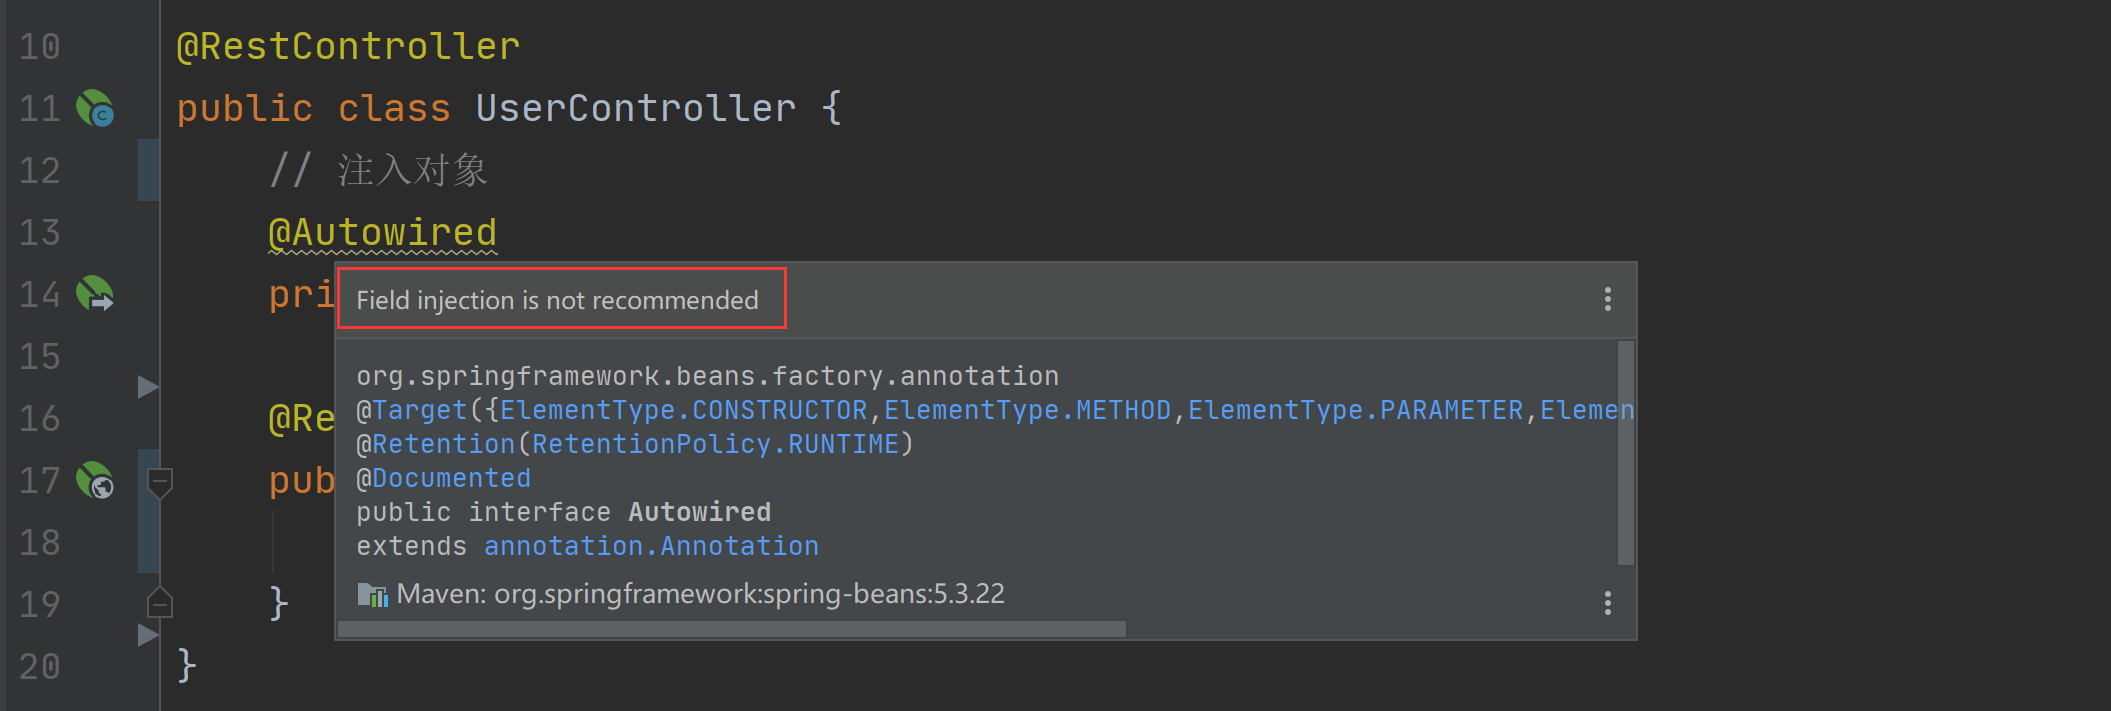 10 @RestController
11 public class UserController {
12 // 注入对象
13 @Autowired
14 pri
Field injection is not recommended
15
org.springframework.beans.factory.annotation
16 @Re
@Target({ElementType.CONSTRUCTOR,ElementType.METHOD,ElementType.PARAMETER,Elemen
@Retention(RetentionPolicy.RUNTIME)
17 pub
@Documented
public interface Autowired
18
extends annotation.Annotation
19 }
Maven: org.springframework:spring-beans:5.3.22
20 }